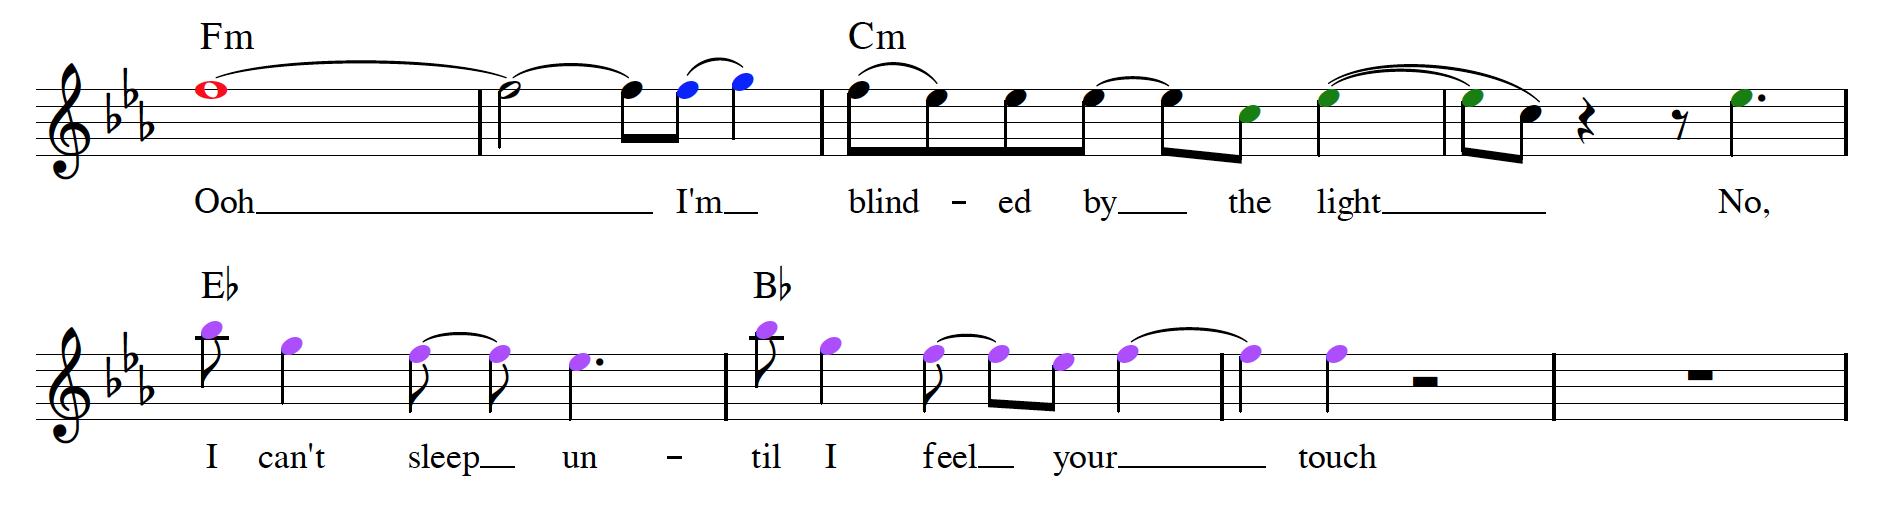 Fm Cm
Ooh I'm blind - ed by the light No,
E♭ B♭
I can't sleep un - til I feel your touch